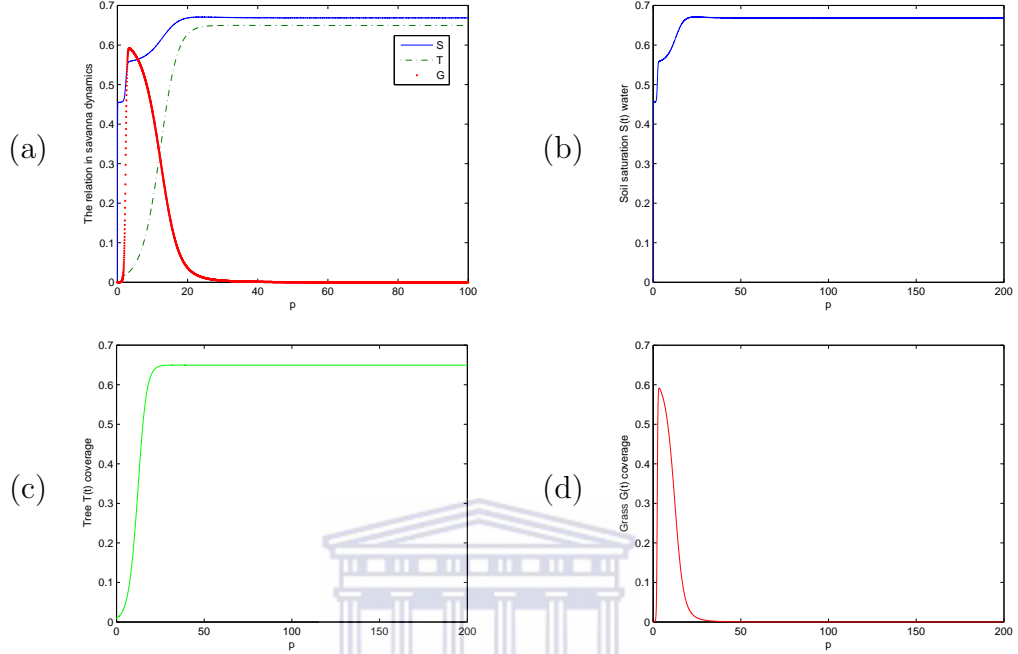 (a)
The relation in savanna dynamics
0.7
0.6
0.5
0.4
0.3
0.2
0.1
0
0 20 40 60 80 100
p
S
T
G
(b)
Soil saturation S(t) water
0.7
0.6
0.5
0.4
0.3
0.2
0.1
0
0 50 100 150 200
p
(c)
Tree T(t) coverage
0.7
0.6
0.5
0.4
0.3
0.2
0.1
0
0 50 100 150 200
p
(d)
Grass G(t) coverage
0.7
0.6
0.5
0.4
0.3
0.2
0.1
0
0 50 100 150 200
p